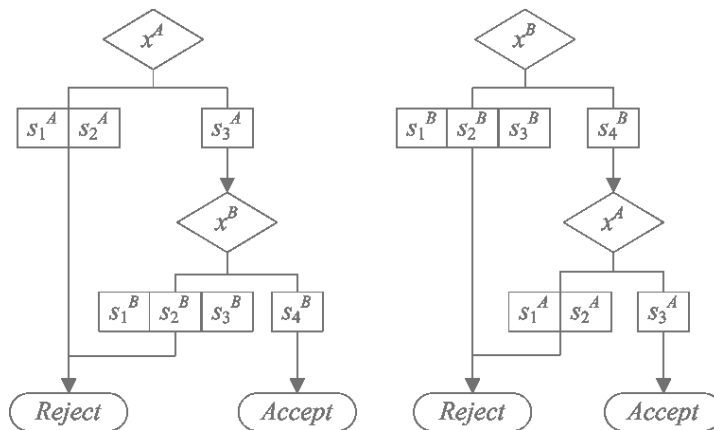 x^A x^B
s_1^A s_2^A s_3^A s_1^B s_2^B s_3^B s_4^B
x^B x^A
s_1^B s_2^B s_3^B s_4^B s_1^A s_2^A s_3^A
Reject Accept Reject Accept